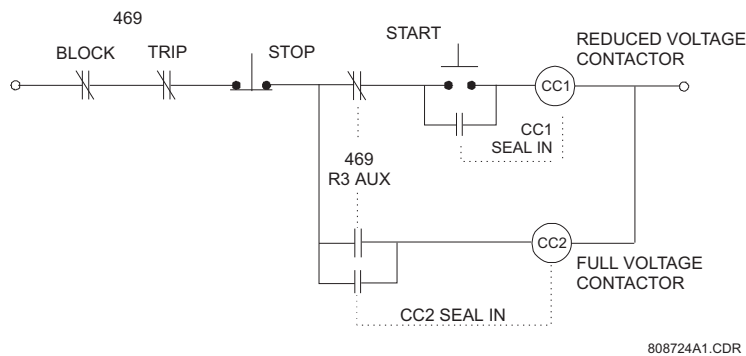 469
BLOCK TRIP STOP
START
REDUCED VOLTAGE
CONTACTOR
CC1
CC1
SEAL IN
469
R3 AUX
CC2
FULL VOLTAGE
CONTACTOR
CC2 SEAL IN
808724A1.CDR